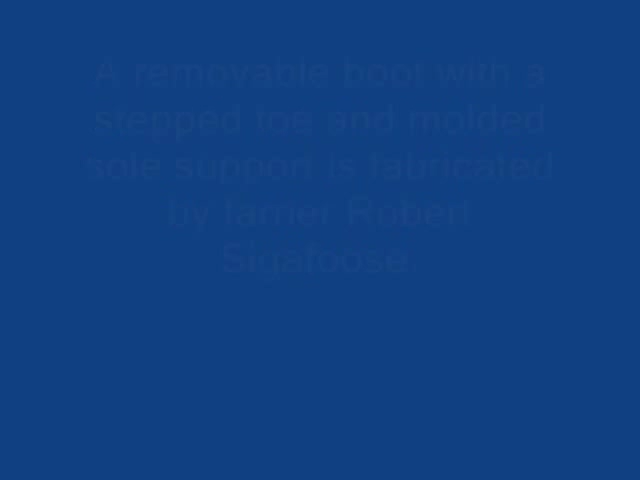 A removable boot with a
stepped toe and molded
sole support is fabricated
by farrier Robert
Sigafoose.